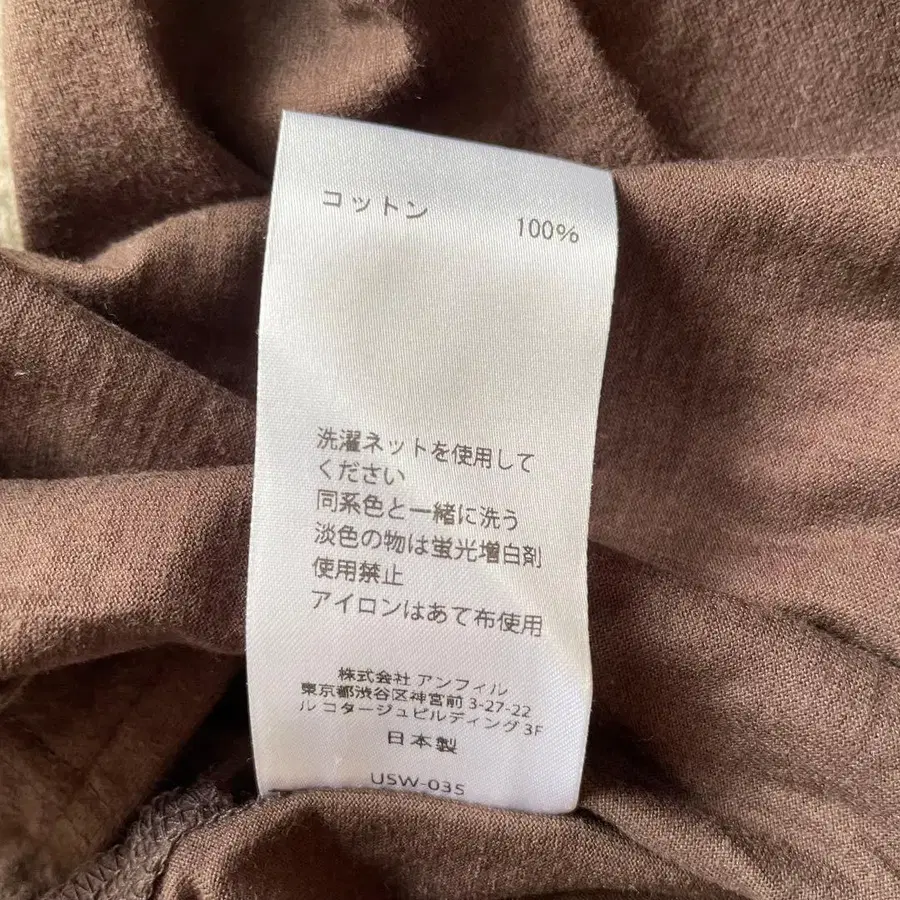 コットン 100%
洗濯ネットを使用して
ください
同系色と一緒に洗う
淡色の物は蛍光増白剤
使用禁止
アイロンはあて布使用
株式会社 アンフィル
東京都渋谷区神宮前 3-27-22
ル コタージュビルディング 3F
日本製
USW-035